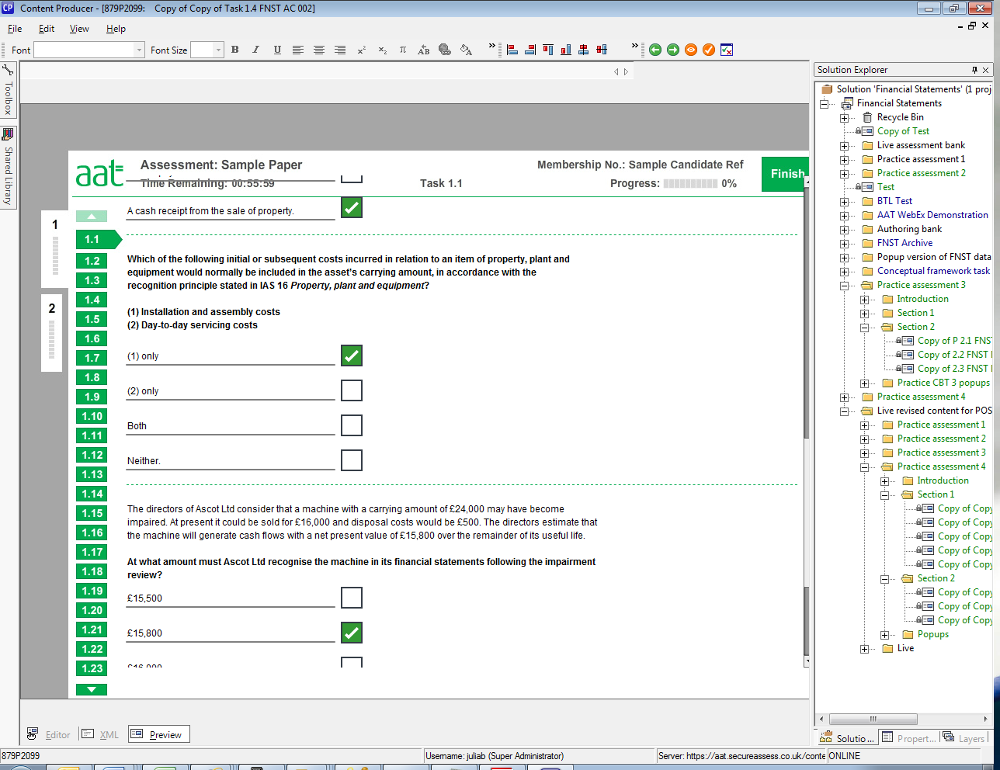 Content Producer - [879P2099:    Copy of Copy of Task 1.4 FNST AC 002]
File Edit View Help
Font Font Size B I U
Toolbox
Shared Library
aat
Assessment: Sample Paper
Membership No.: Sample Candidate Ref
Finish
Time Remaining: 00:55:59
Task 1.1
Progress: 0%
1
2
1.1
1.2
1.3
1.4
1.5
1.6
1.7
1.8
1.9
1.10
1.11
1.12
1.13
1.14
1.15
1.16
1.17
1.18
1.19
1.20
1.21
1.22
1.23
A cash receipt from the sale of property.
Which of the following initial or subsequent costs incurred in relation to an item of property, plant and
equipment would normally be included in the asset's carrying amount, in accordance with the
recognition principle stated in IAS 16 Property, plant and equipment?
(1) Installation and assembly costs
(2) Day-to-day servicing costs
(1) only
(2) only
Both
Neither.
The directors of Ascot Ltd consider that a machine with a carrying amount of £24,000 may have become
impaired. At present it could be sold for £16,000 and disposal costs would be £500. The directors estimate that
the machine will generate cash flows with a net present value of £15,800 over the remainder of its useful life.
At what amount must Ascot Ltd recognise the machine in its financial statements following the impairment
review?
£15,500
£15,800
£16,000
Solution Explorer
Solution 'Financial Statements' (1 proj
Financial Statements
Recycle Bin
Copy of Test
Live assessment bank
Practice assessment 1
Practice assessment 2
Test
BTL Test
AAT WebEx Demonstration
Authoring bank
FNST Archive
Popup version of FNST data
Conceptual framework task
Practice assessment 3
Introduction
Section 1
Section 2
Copy of P 2.1 FNS
Copy of 2.2 FNST
Copy of 2.3 FNST
Practice CBT 3 popups
Practice assessment 4
Live revised content for POS
Practice assessment 1
Practice assessment 2
Practice assessment 3
Practice assessment 4
Introduction
Section 1
Copy of Copy
Copy of Copy
Copy of Copy
Copy of Copy
Copy of Copy
Section 2
Copy of Copy
Copy of Copy
Copy of Copy
Popups
Live
Editor XML Preview
Solutio... Propert... Layers
879P2099
Username: juliab (Super Administrator)
Server: https://aat.secureassess.co.uk/conte
ONLINE